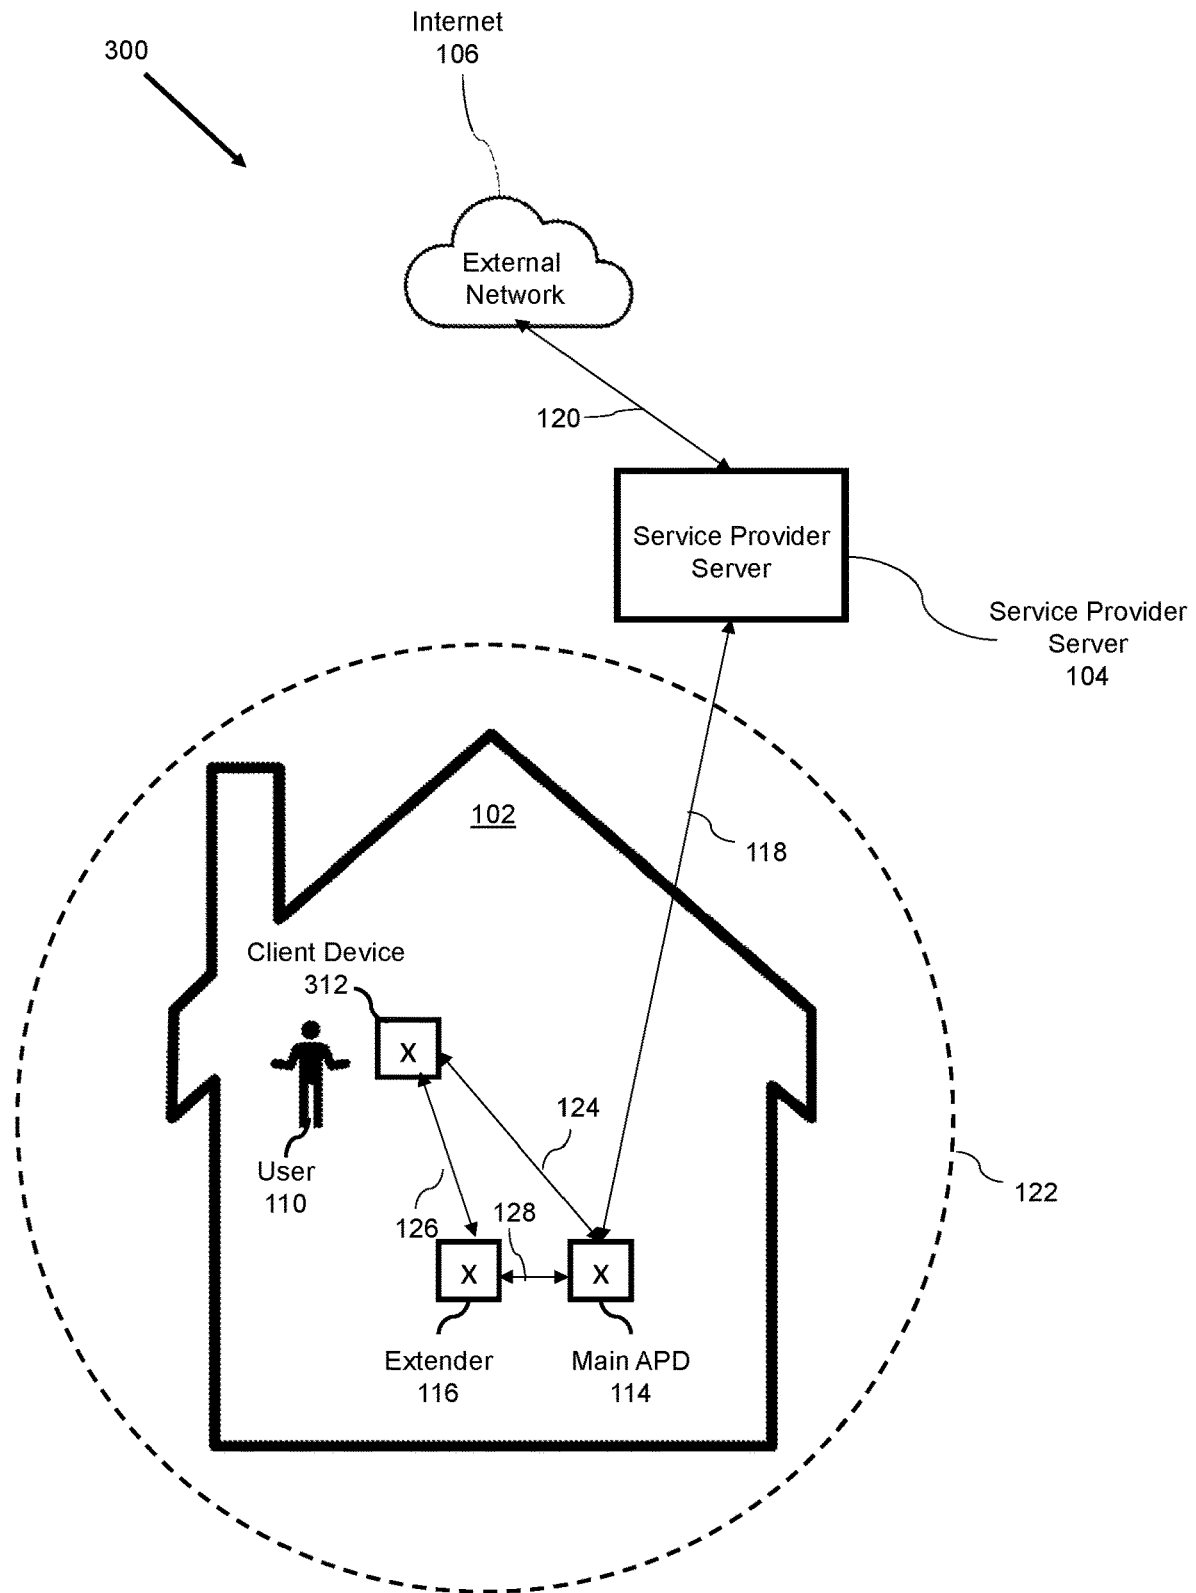 Internet
106
300
External
Network
120
Service Provider
Server
Service Provider
Server
104
102
118
Client Device
312
X
124
User
110
126
128
122
X
X
Extender
116
Main APD
114